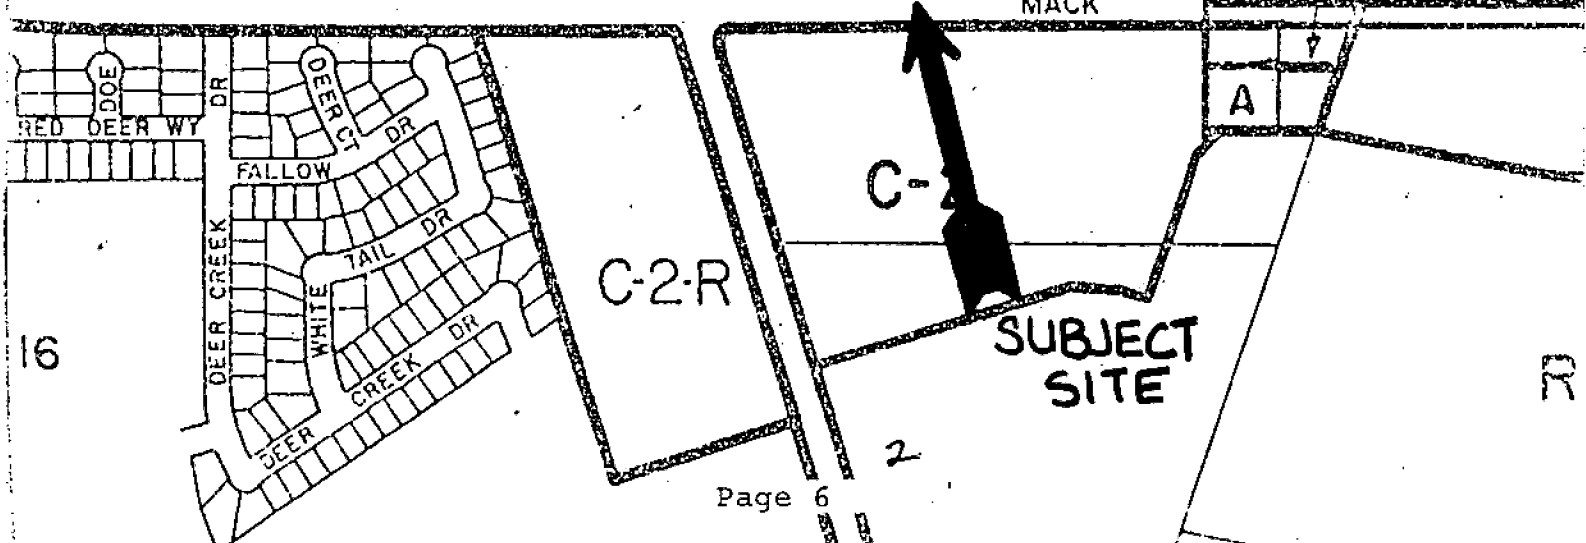 MACK
DOE
DR
DEER CT
DR
A
RED DEER WY
FALLOW
C-
TAIL DR
DEER CREEK
WHITE
C-2-R
16
CREEK DR
DEER
SUBJECT
SITE
R
2
Page 6